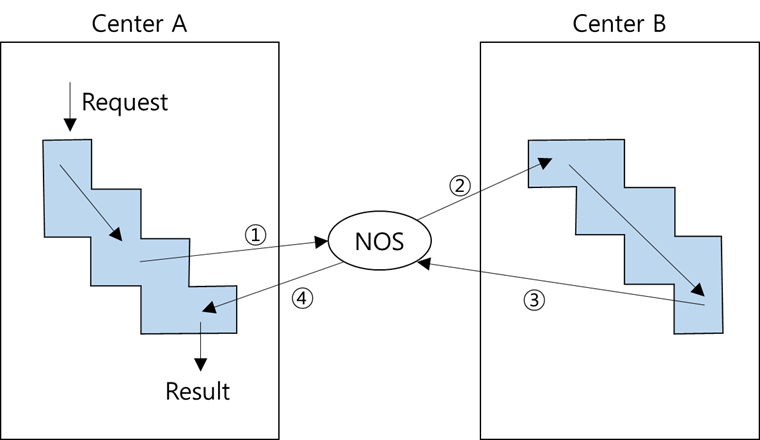 Center A
Center B
Request
①
②
NOS
④
③
Result